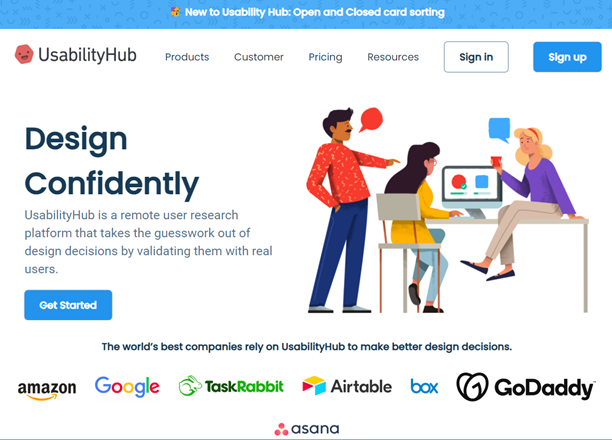 🥳 New to Usability Hub: Open and Closed card sorting
UsabilityHub Products Customer Pricing Resources Sign in Sign up
Design
Confidently
UsabilityHub is a remote user research
platform that takes the guesswork out of
design decisions by validating them with real
users.
Get Started
The world's best companies rely on UsabilityHub to make better design decisions.
amazon Google TaskRabbit Airtable box GoDaddy
asana